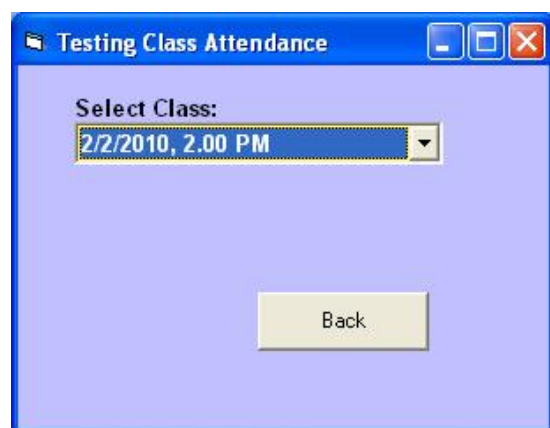 Testing Class Attendance
Select Class:
2/2/2010, 2.00 PM
Back